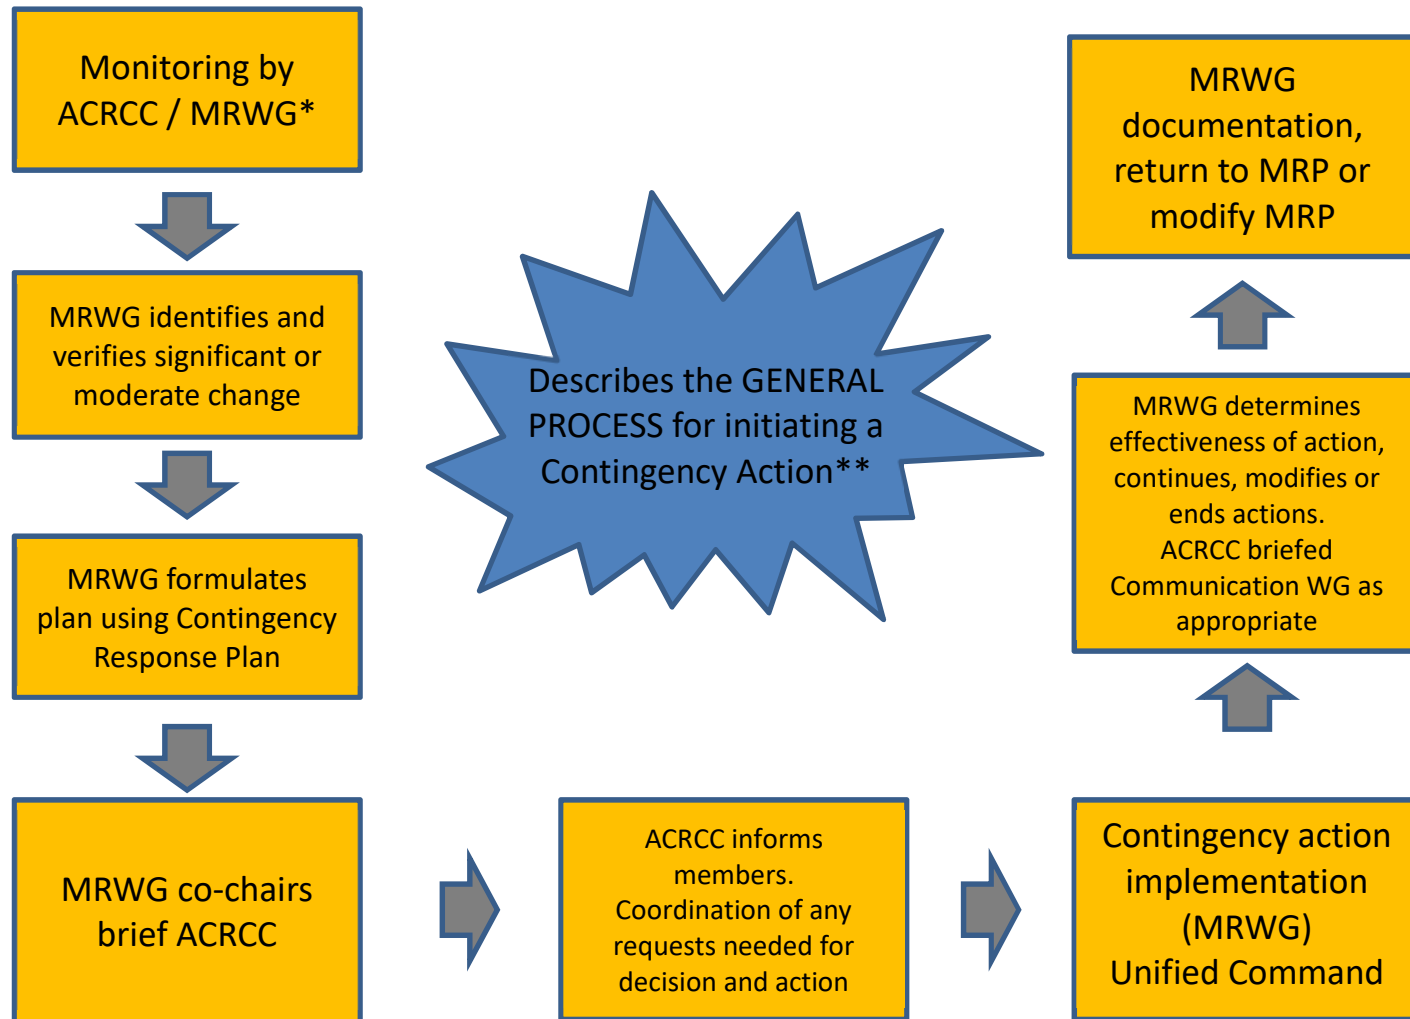 Monitoring by
ACRCC / MRWG*
MRWG identifies and
verifies significant or
moderate change
MRWG formulates
plan using Contingency
Response Plan
MRWG co-chairs
brief ACRCC
Describes the GENERAL
PROCESS for initiating a
Contingency Action**
ACRCC informs
members.
Coordination of any
requests needed for
decision and action
Contingency action
implementation
(MRWG)
Unified Command
MRWG determines
effectiveness of action,
continues, modifies or
ends actions.
ACRCC briefed
Communication WG as
appropriate
MRWG
documentation,
return to MRP or
modify MRP